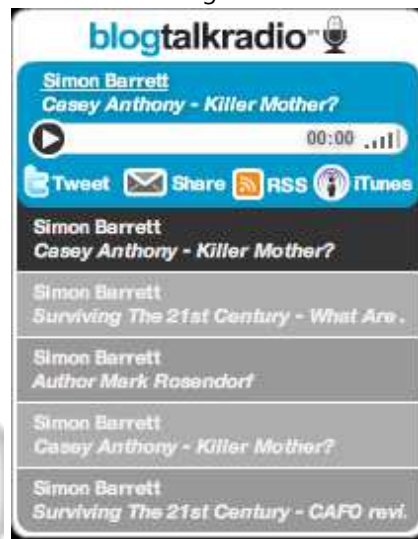 blogtalkradio
Simon Barrett
Casey Anthony - Killer Mother?
00:00
Tweet Share RSS iTunes
Simon Barrett
Casey Anthony - Killer Mother?
Simon Barrett
Surviving The 21st Century - What Are .
Simon Barrett
Author Mark Rosendorf
Simon Barrett
Casey Anthony - Killer Mother?
Simon Barrett
Surviving The 21st Century - CAFO revi.